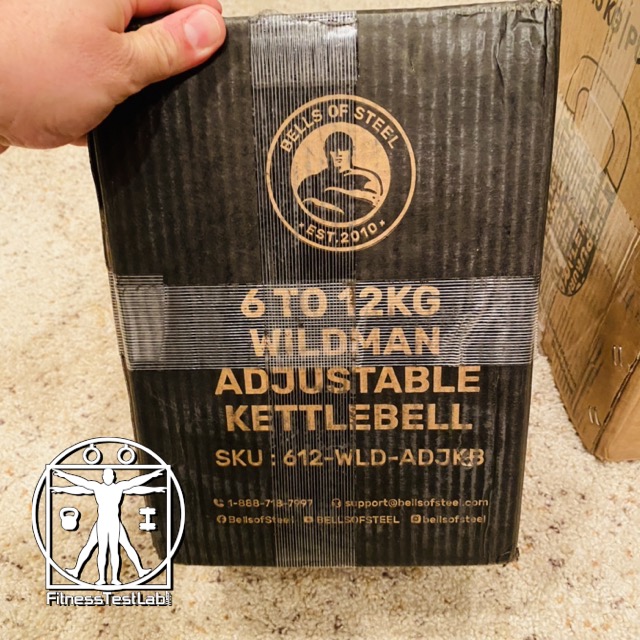 BELLS OF STEEL
• EST. 2010 •
6 TO 12KG
WILDMAN
ADJUSTABLE
KETTLEBELL
SKU : 612-WLD-ADJKB
1-888-718-7997 support@bellsofsteel.com
BellsofSteel BELLSOFSTEEL bellsofsteel
FitnessTestLab